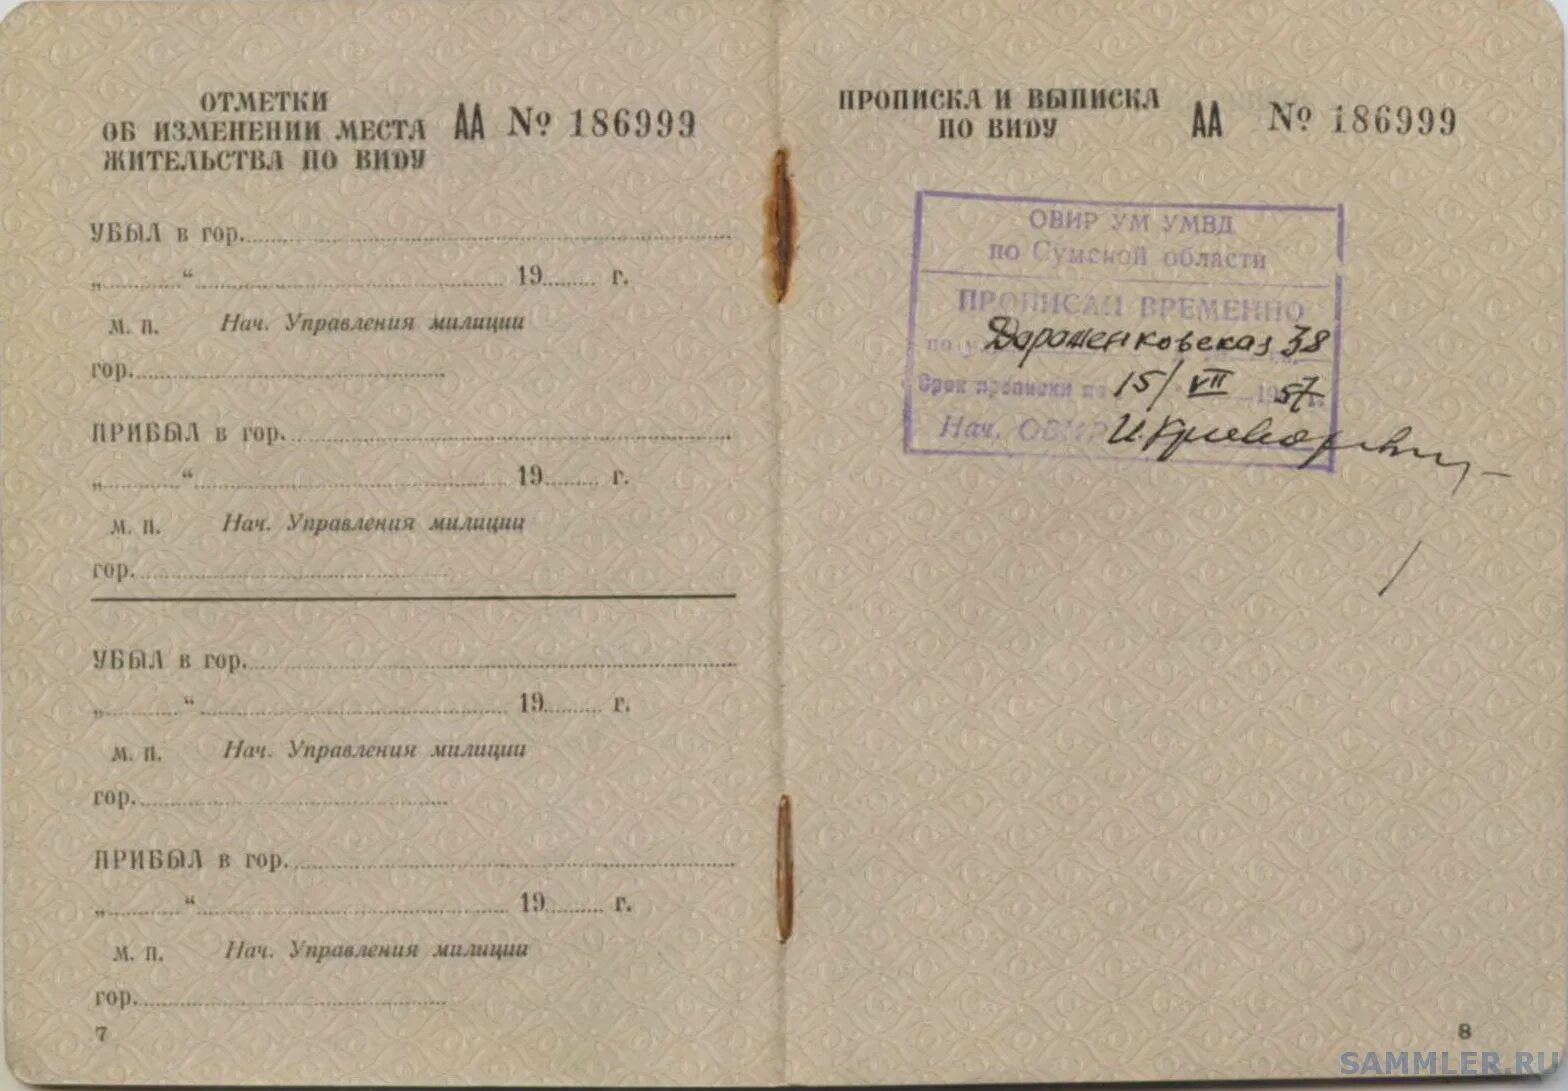 ОТМЕТКИ
ОБ ИЗМЕНЕНИИ МЕСТА
ЖИТЕЛЬСТВА ПО ВИДУ
АА № 186999
УБЫЛ в гор.
„ “ 19 г.
м. п. Нач. Управления милиции
гор.
ПРИБЫЛ в гор.
„ “ 19 г.
м. п. Нач. Управления милиции
гор.
УБЫЛ в гор.
„ “ 19 г.
м. п. Нач. Управления милиции
гор.
ПРИБЫЛ в гор.
„ “ 19 г.
м. п. Нач. Управления милиции
гор.
7
ПРОПИСКА И ВЫПИСКА
ПО ВИДУ
АА № 186999
ОВИР УМ УМВД
по Сумской области
ПРОПИСАН ВРЕМЕННО
по 38
Срок прописки по 15/VII 1957 г.
Нач. ОВИР
8
SAMMLER.RU